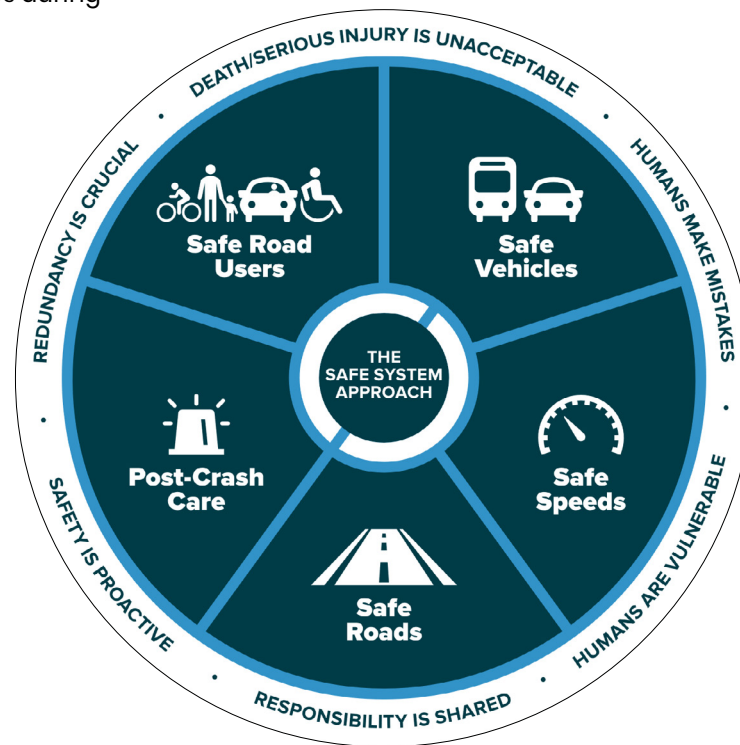 during
DEATH/SERIOUS INJURY IS UNACCEPTABLE
HUMANS MAKE MISTAKES
HUMANS ARE VULNERABLE
RESPONSIBILITY IS SHARED
SAFETY IS PROACTIVE
REDUNDANCY IS CRUCIAL
Safe Road
Users
Safe
Vehicles
THE
SAFE SYSTEM
APPROACH
Post-Crash
Care
Safe
Speeds
Safe
Roads